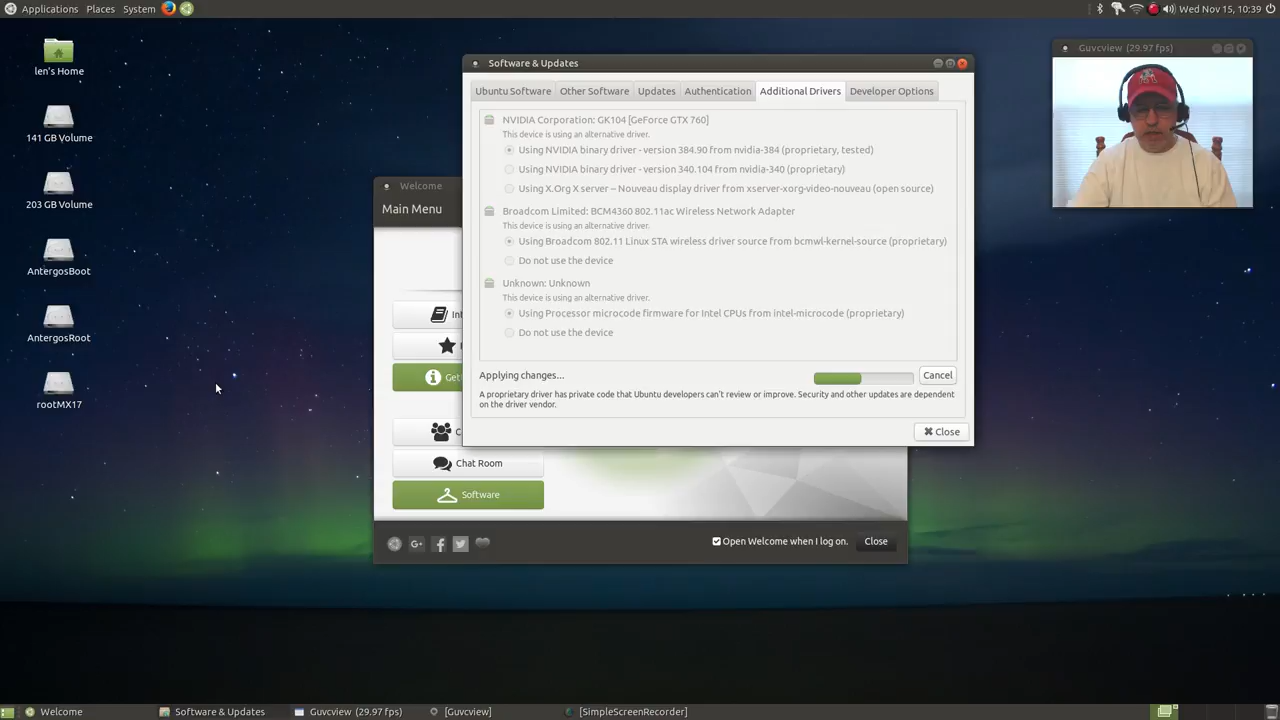 Applications Places System
Wed Nov 15, 10:39
len's Home
141 GB Volume
203 GB Volume
AntergosBoot
AntergosRoot
rootMX17
Guvcview (29.97 fps)
Welcome
Main Menu
Chat Room
Software
Open Welcome when I log on.
Close
Software & Updates
Ubuntu Software Other Software Updates Authentication Additional Drivers Developer Options
NVIDIA Corporation: GK104 [GeForce GTX 760]
This device is using an alternative driver.
Using NVIDIA binary driver - version 384.90 from nvidia-384 (proprietary, tested)
Using NVIDIA binary driver - version 340.104 from nvidia-340 (proprietary)
Using X.Org X server – Nouveau display driver from xserver-xorg-video-nouveau (open source)
Broadcom Limited: BCM4360 802.11ac Wireless Network Adapter
This device is using an alternative driver.
Using Broadcom 802.11 Linux STA wireless driver source from bcmwl-kernel-source (proprietary)
Do not use the device
Unknown: Unknown
This device is using an alternative driver.
Using Processor microcode firmware for Intel CPUs from intel-microcode (proprietary)
Do not use the device
Applying changes...
Cancel
A proprietary driver has private code that Ubuntu developers can't review or improve. Security and other updates are dependent
on the driver vendor.
Close
Welcome
Software & Updates
Guvcview (29.97 fps)
[Guvcview]
[SimpleScreenRecorder]